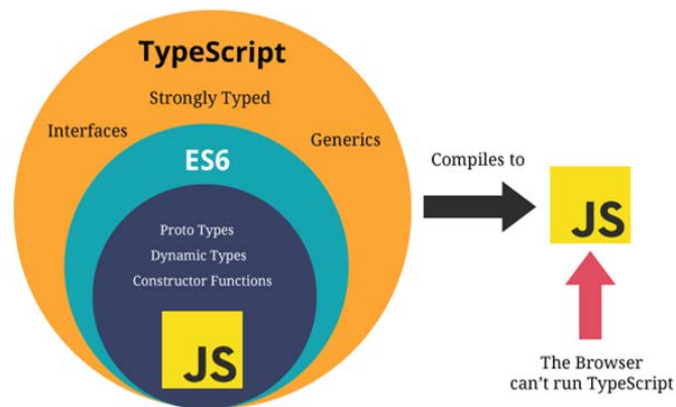 TypeScript
Strongly Typed
Interfaces
Generics
ES6
Proto Types
Dynamic Types
Constructor Functions
JS
Compiles to
JS
The Browser
can't run TypeScript